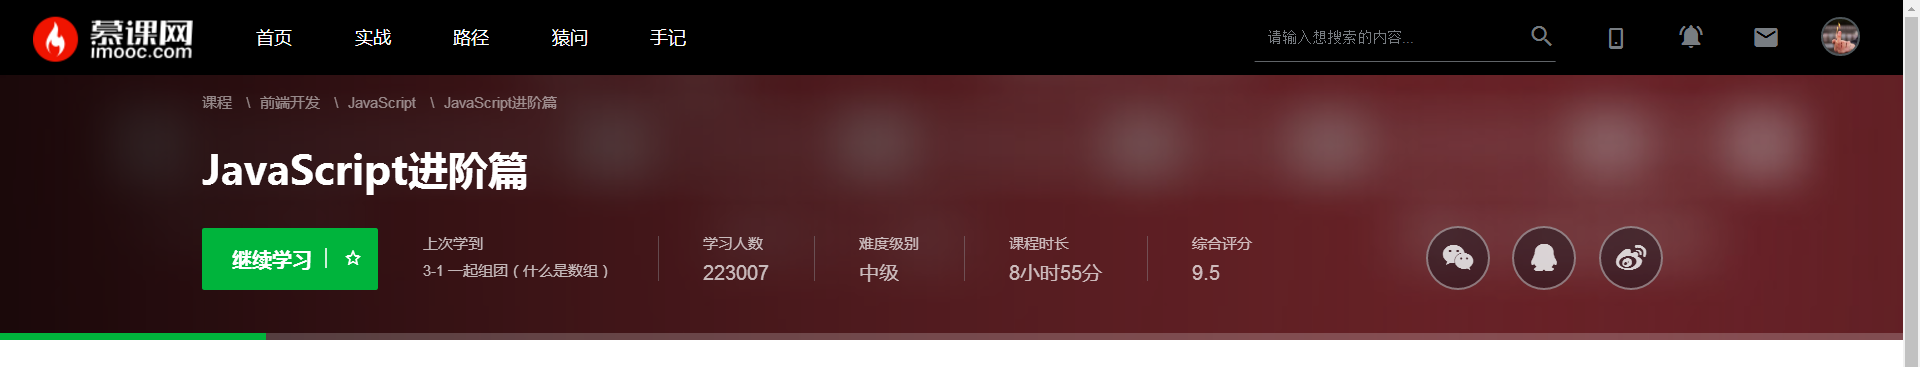 慕课网
imooc.com
首页 实战 路径 猿问 手记
请输入想搜索的内容...
课程 \ 前端开发 \ JavaScript \ JavaScript进阶篇
JavaScript进阶篇
继续学习
上次学到
3-1 一起组团（什么是数组）
学习人数
223007
难度级别
中级
课程时长
8小时55分
综合评分
9.5